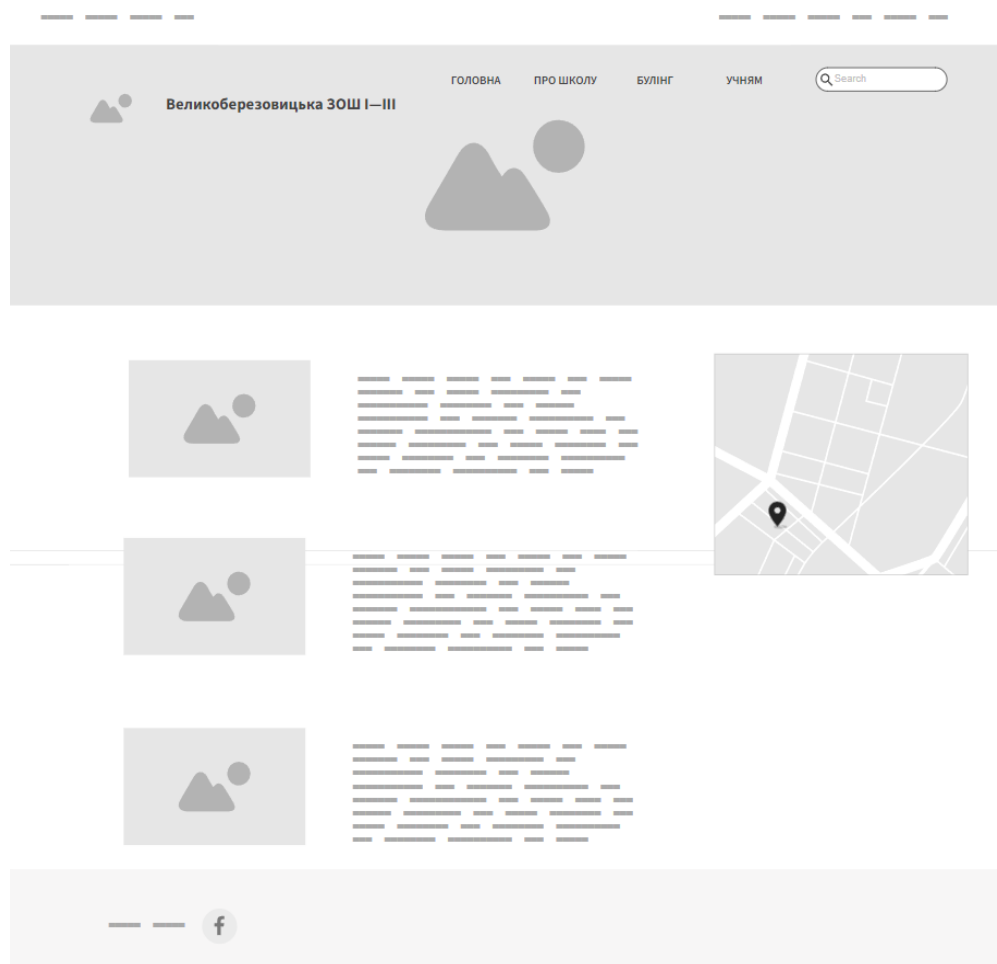 ГОЛОВНА ПРО ШКОЛУ БУЛІНГ УЧНЯМ Search
Великоберезовицька ЗОШ І—ІІІ